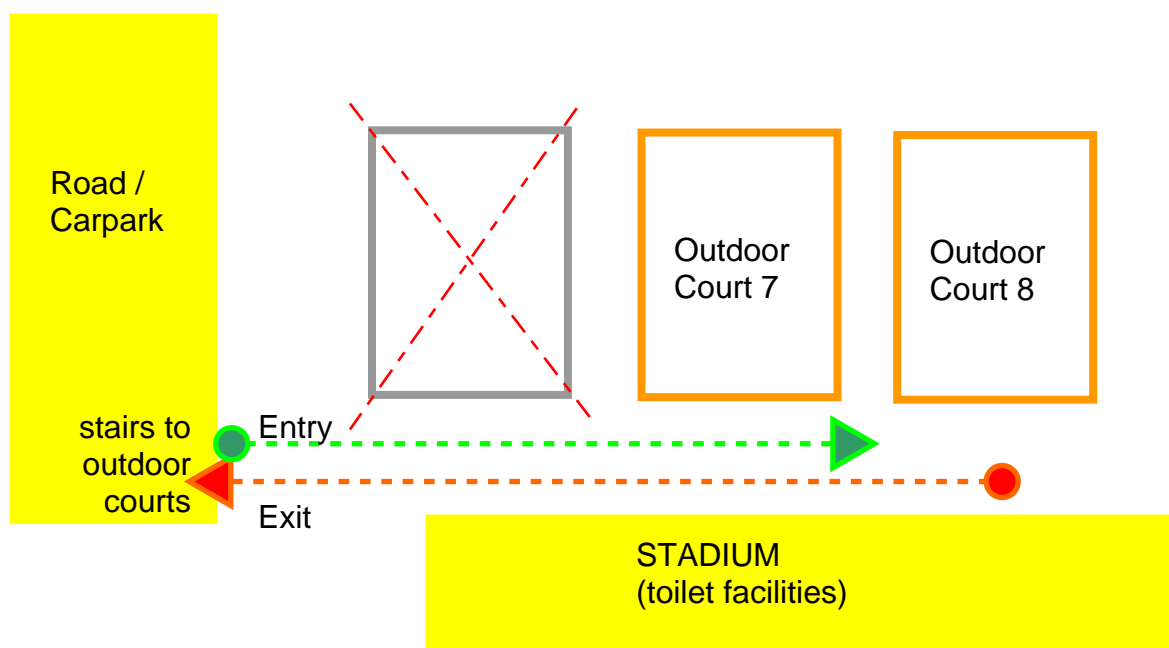 Road /
Carpark
Outdoor
Court 7
Outdoor
Court 8
stairs to
outdoor
courts
Entry
Exit
STADIUM
(toilet facilities)